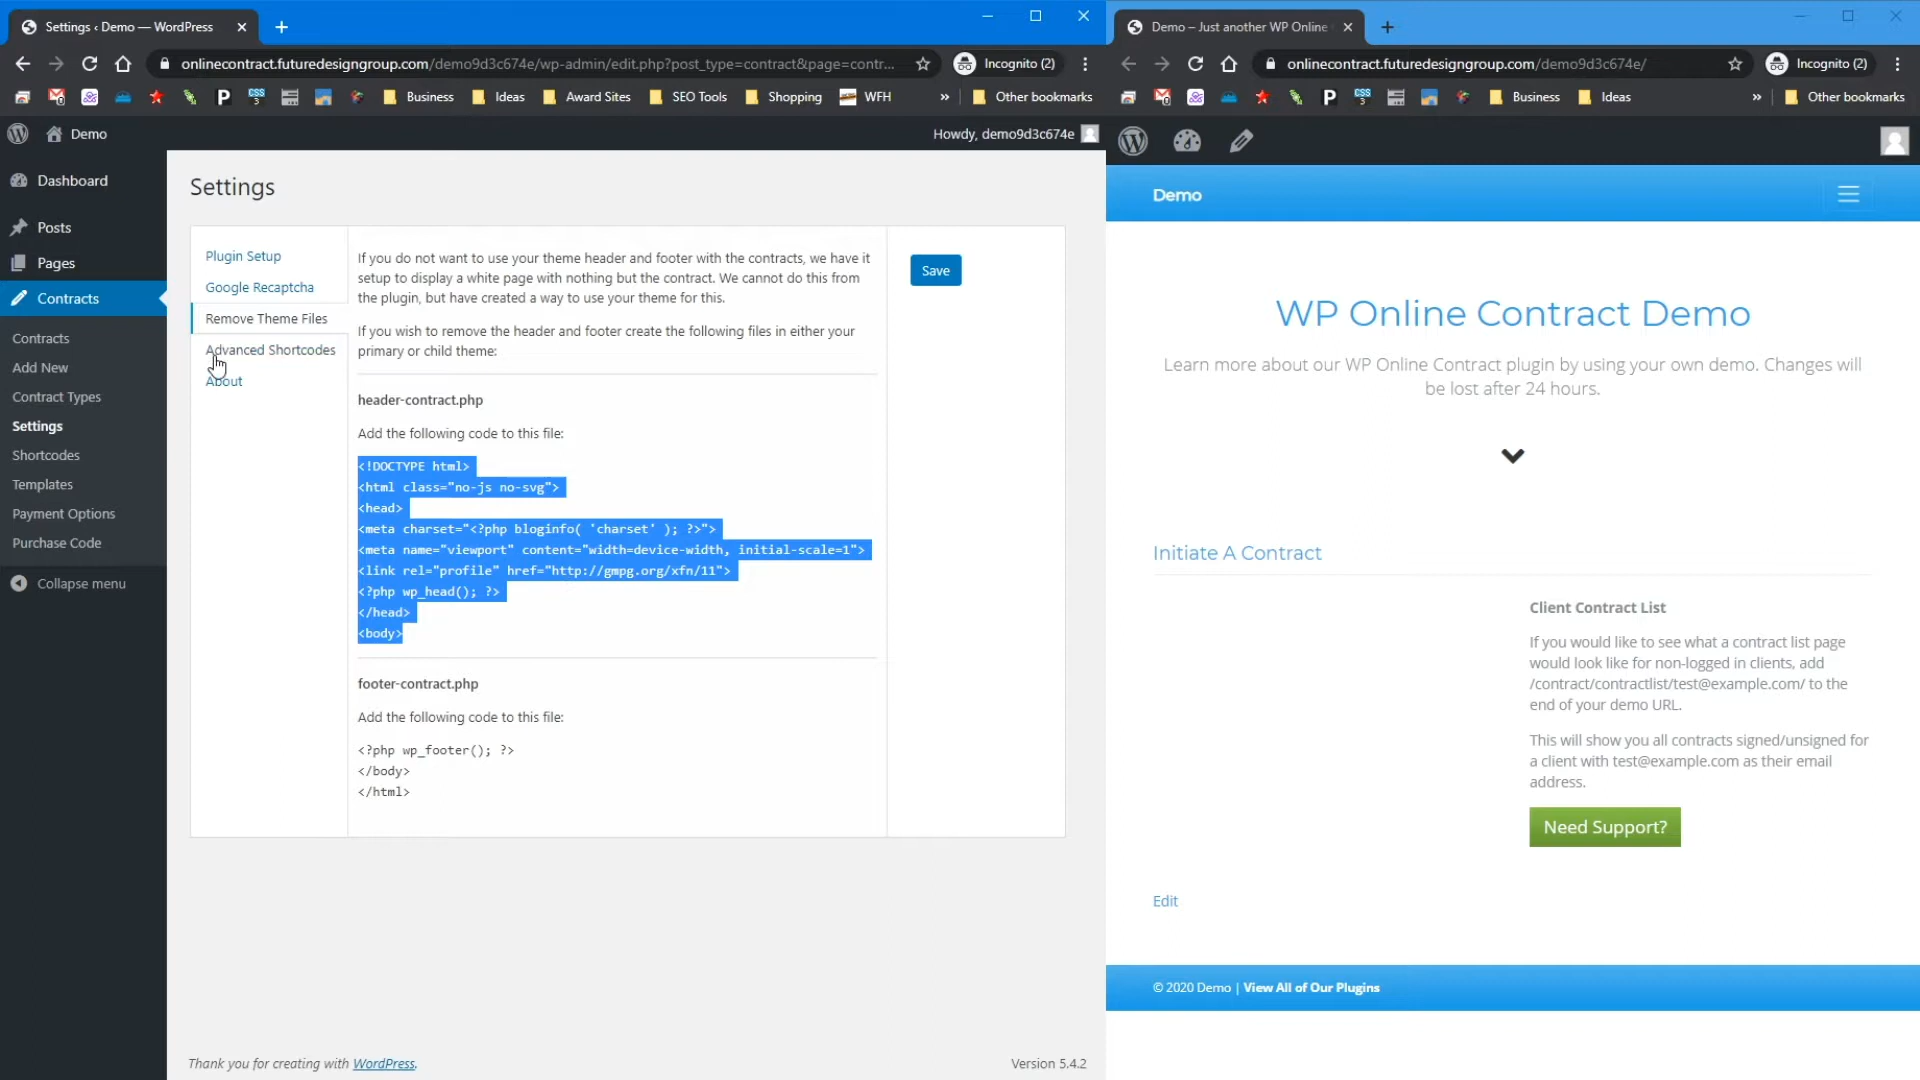 Settings ‹ Demo — WordPress
onlinecontract.futuredesigngroup.com/demo9d3c674e/wp-admin/edit.php?post_type=contract&page=contr...
Incognito (2)
Business
Ideas
Award Sites
SEO Tools
Shopping
WFH
»
Other bookmarks
Demo
Howdy, demo9d3c674e
Dashboard
Posts
Pages
Contracts
Contracts
Add New
Contract Types
Settings
Shortcodes
Templates
Payment Options
Purchase Code
Collapse menu
Settings
Plugin Setup
Google Recaptcha
Remove Theme Files
Advanced Shortcodes
About
If you do not want to use your theme header and footer with the contracts, we have it
setup to display a white page with nothing but the contract. We cannot do this from
the plugin, but have created a way to use your theme for this.
If you wish to remove the header and footer create the following files in either your
primary or child theme:
header-contract.php
Add the following code to this file:
<!DOCTYPE html>
<html class="no-js no-svg">
<head>
<meta charset="<?php bloginfo( 'charset' ); ?>">
<meta name="viewport" content="width=device-width, initial-scale=1">
<link rel="profile" href="http://gmpg.org/xfn/11">
<?php wp_head(); ?>
</head>
<body>
footer-contract.php
Add the following code to this file:
<?php wp_footer(); ?>
</body>
</html>
Save
Thank you for creating with WordPress.
Version 5.4.2
Demo – Just another WP Online
onlinecontract.futuredesigngroup.com/demo9d3c674e/
Incognito (2)
P
CSS
3
Business
Ideas
»
Other bookmarks
Demo
WP Online Contract Demo
Learn more about our WP Online Contract plugin by using your own demo. Changes will
be lost after 24 hours.
Initiate A Contract
Client Contract List
If you would like to see what a contract list page
would look like for non-logged in clients, add
/contract/contractlist/test@example.com/ to the
end of your demo URL.
This will show you all contracts signed/unsigned for
a client with test@example.com as their email
address.
Need Support?
Edit
© 2020 Demo | View All of Our Plugins